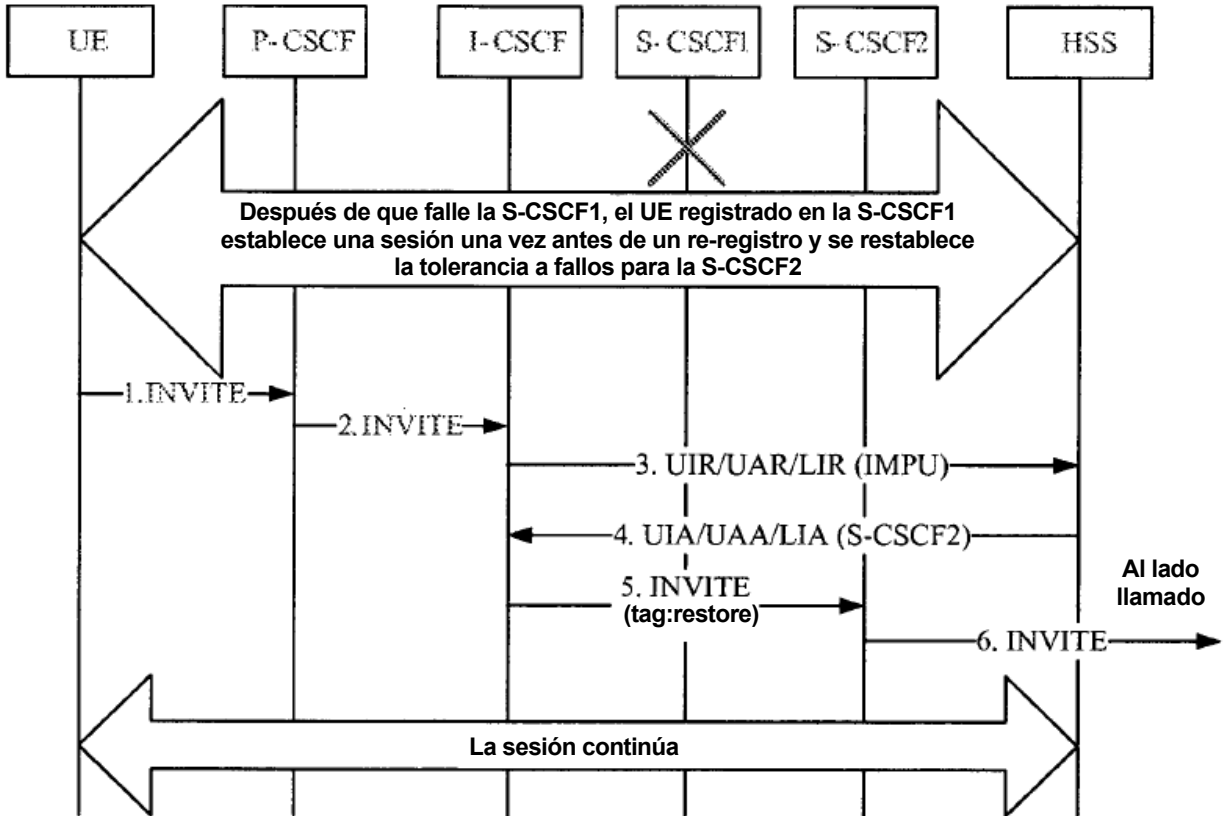 UE
P-CSCF
I-CSCF
S-CSCF1
S-CSCF2
HSS
Después de que falle la S-CSCF1, el UE registrado en la S-CSCF1
establece una sesión una vez antes de un re-registro y se restablece
la tolerancia a fallos para la S-CSCF2
1.INVITE
2.INVITE
3. UIR/UAR/LIR (IMPU)
4. UIA/UAA/LIA (S-CSCF2)
5. INVITE
(tag:restore)
Al lado
llamado
6. INVITE
La sesión continúa